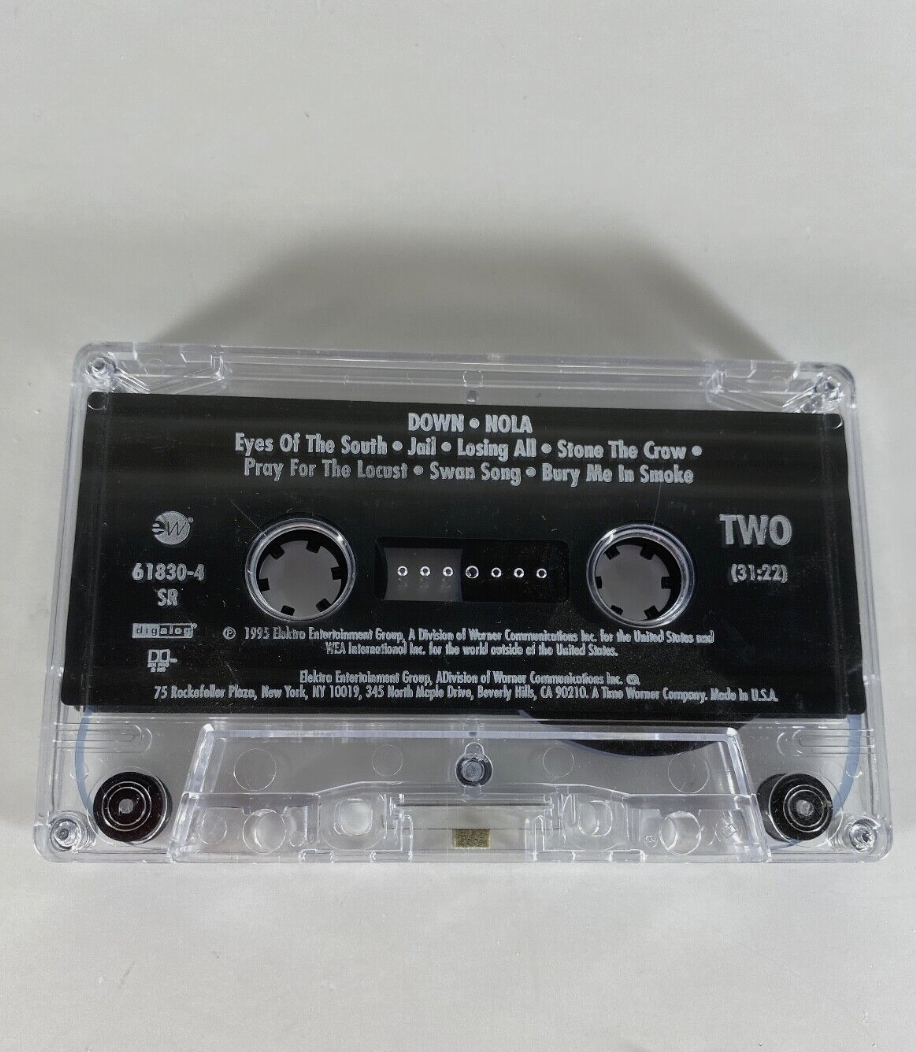 DOWN • NOLA
Eyes Of The South • Jail • Losing All • Stone The Crow •
Pray For The Locust • Swan Song • Bury Me In Smoke
ew
TWO
61830-4
(31:22)
SR
digalog
℗ 1995 Elektra Entertainment Group, A Division of Warner Communications Inc. for the United States and
WEA International Inc. for the world outside of the United States.
Elektra Entertainment Group, ADivision of Warner Communications Inc.
75 Rockefeller Plaza, New York, NY 10019, 345 North Maple Drive, Beverly Hills, CA 90210. A Time Warner Company. Made in U.S.A.